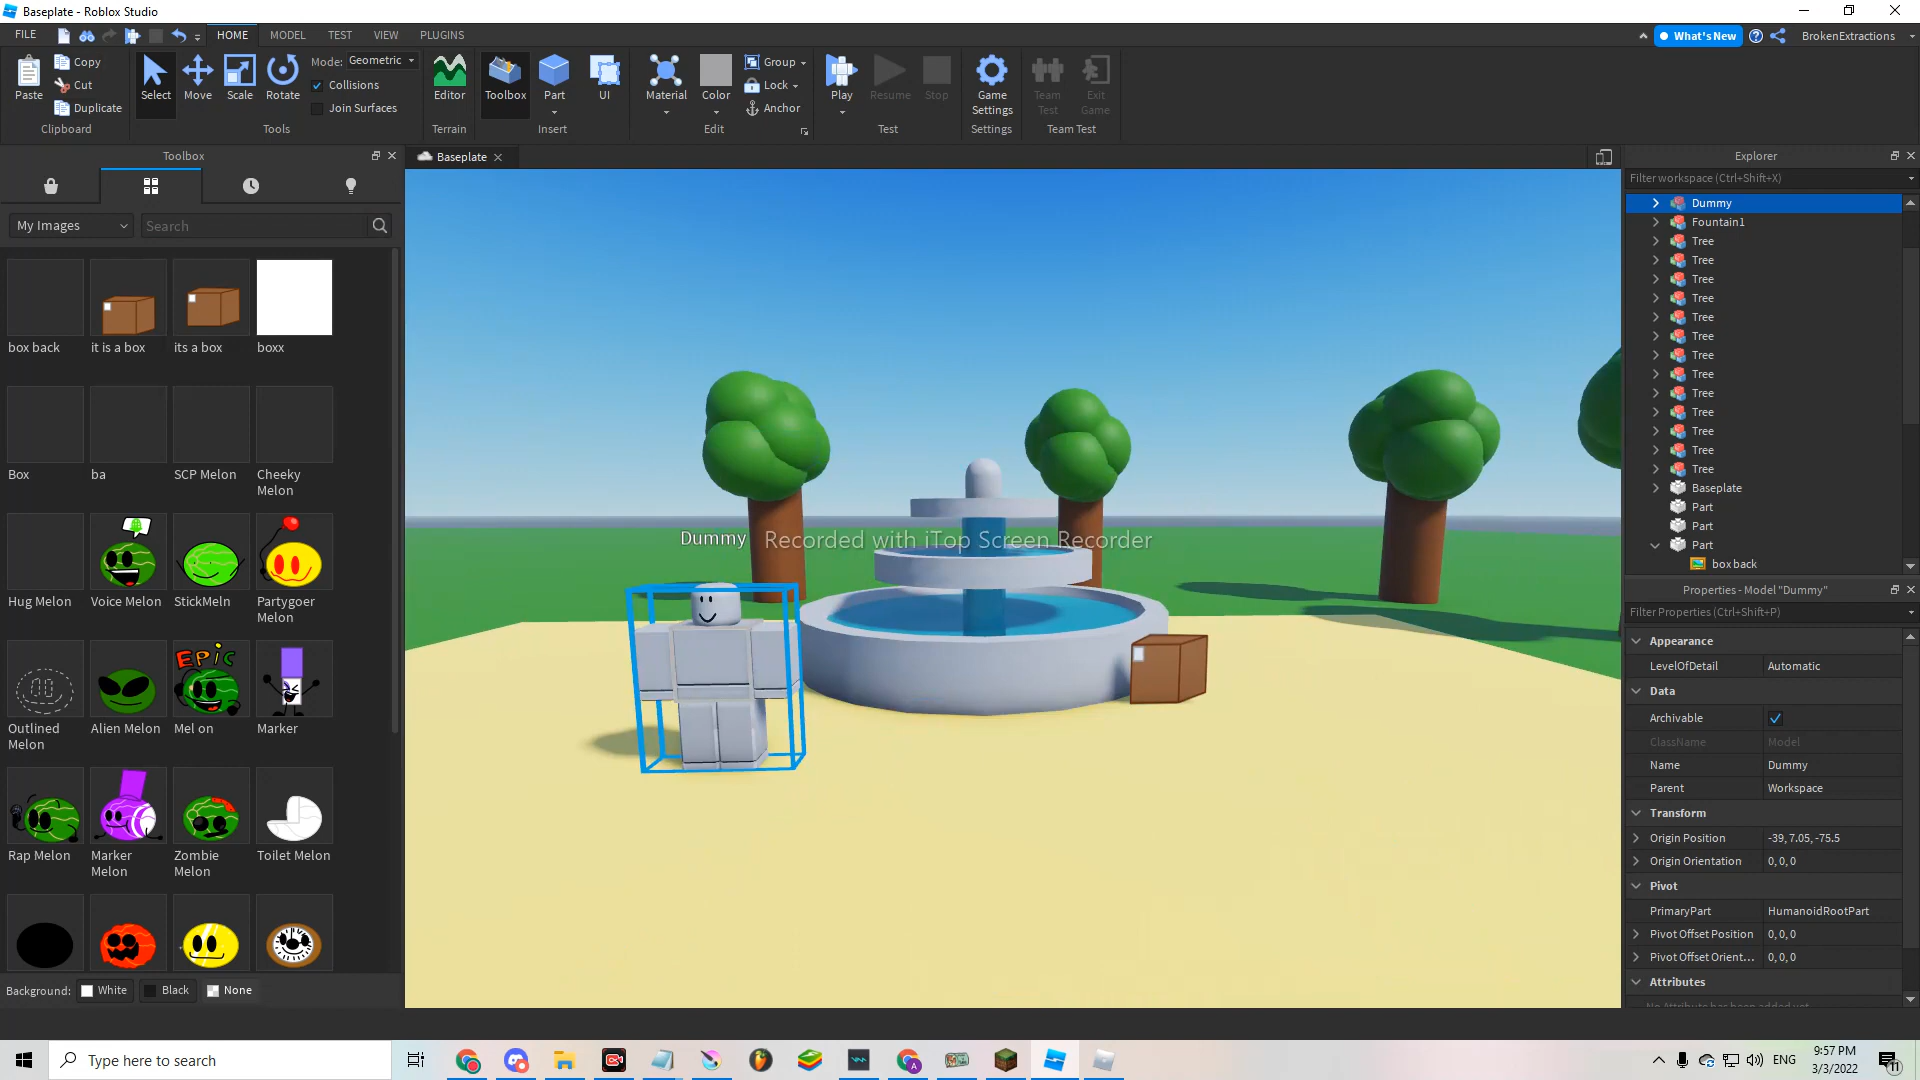 Baseplate - Roblox Studio
FILE
HOME
MODEL
TEST
VIEW
PLUGINS
What's New
BrokenExtractions
Paste
Copy
Cut
Duplicate
Clipboard
Select
Move
Scale
Rotate
Mode: Geometric
Collisions
Join Surfaces
Tools
Editor
Terrain
Toolbox
Part
UI
Insert
Material
Color
Group
Lock
Anchor
Edit
Play
Resume
Stop
Test
Game Settings
Settings
Team Test
Exit Game
Team Test
Toolbox
My Images
Search
box back
it is a box
its a box
boxx
Box
ba
SCP Melon
Cheeky Melon
Hug Melon
Voice Melon
StickMeln
Partygoer Melon
EPIC
Outlined Melon
Alien Melon
Mel on
Marker
Rap Melon
Marker Melon
Zombie Melon
Toilet Melon
Background: White Black None
Baseplate
Dummy
Recorded with iTop Screen Recorder
Explorer
Filter workspace (Ctrl+Shift+X)
Dummy
Fountain1
Tree
Tree
Tree
Tree
Tree
Tree
Tree
Tree
Tree
Tree
Tree
Tree
Tree
Baseplate
Part
Part
Part
box back
Properties - Model "Dummy"
Filter Properties (Ctrl+Shift+P)
Appearance
LevelOfDetail Automatic
Data
Archivable
ClassName Model
Name Dummy
Parent Workspace
Transform
Origin Position -39, 7.05, -75.5
Origin Orientation 0, 0, 0
Pivot
PrimaryPart HumanoidRootPart
Pivot Offset Position 0, 0, 0
Pivot Offset Orient... 0, 0, 0
Attributes
Type here to search
ENG
9:57 PM
3/3/2022
11